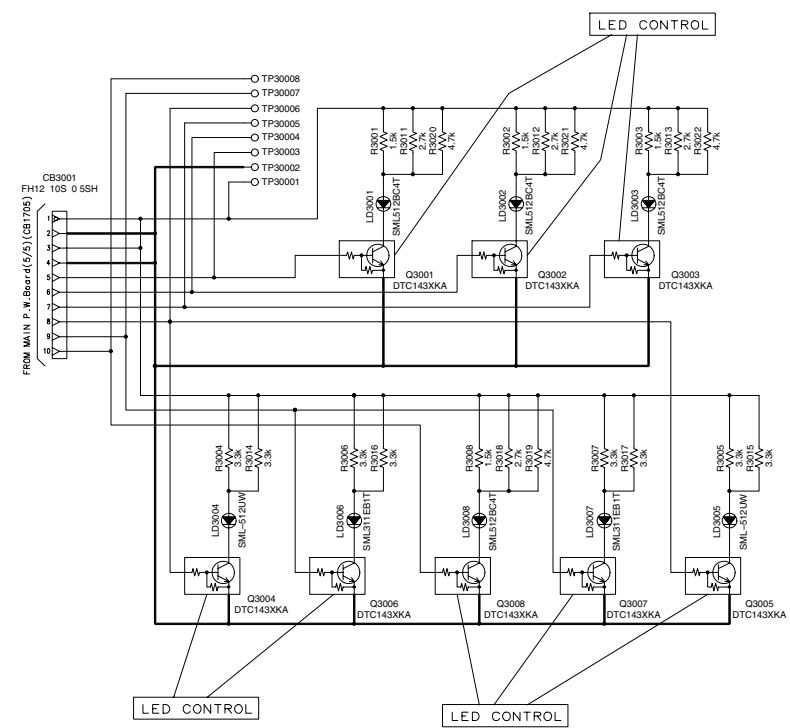 LED CONTROL
TP30008
TP30007
TP30006
TP30005
TP30004
TP30003
TP30002
TP30001
CB3001
FH12 10S 0 5SH
FROM MAIN P.W.Board(5/5)(CB1705)
1
2
3
4
5
6
7
8
9
10
R3001
1.5k
R3011
2.7k
R3020
4.7k
R3002
1.5k
R3012
2.7k
R3021
4.7k
R3003
1.5k
R3013
2.7k
R3022
4.7k
LD3001
SML512BC4T
LD3002
SML512BC4T
LD3003
SML512BC4T
Q3001
DTC143XKA
Q3002
DTC143XKA
Q3003
DTC143XKA
R3004
3.3k
R3014
3.3k
R3006
3.3k
R3016
3.3k
R3008
1.5k
R3018
2.7k
R3019
4.7k
R3007
3.3k
R3017
3.3k
R3005
3.3k
R3015
3.3k
LD3004
SML-512UW
LD3006
SML311EB1T
LD3008
SML512BC4T
LD3007
SML311EB1T
LD3005
SML-512UW
Q3004
DTC143XKA
Q3006
DTC143XKA
Q3008
DTC143XKA
Q3007
DTC143XKA
Q3005
DTC143XKA
LED CONTROL
LED CONTROL